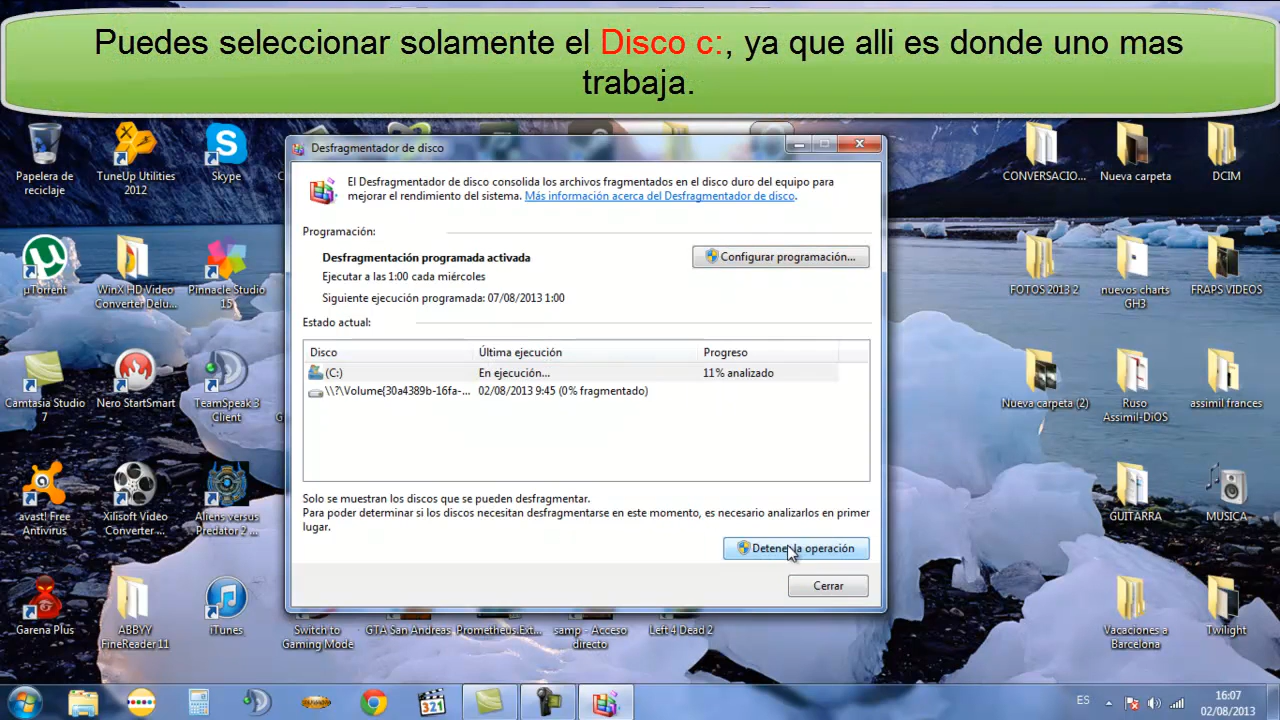 Puedes seleccionar solamente el Disco c:, ya que alli es donde uno mas
trabaja.
Papelera de
reciclaje
TuneUp Utilities
2012
Skype
CONVERSACIO...
Nueva carpeta
DCIM
Desfragmentador de disco
El Desfragmentador de disco consolida los archivos fragmentados en el disco duro del equipo para
mejorar el rendimiento del sistema. Más información acerca del Desfragmentador de disco.
Programación:
Desfragmentación programada activada
Configurar programación...
Ejecutar a las 1:00 cada miércoles
Siguiente ejecución programada: 07/08/2013 1:00
Estado actual:
Disco
Última ejecución
Progreso
(C:)
En ejecución...
11% analizado
\\?\Volume{30a4389b-16fa-...
02/08/2013 9:45 (0% fragmentado)
Solo se muestran los discos que se pueden desfragmentar.
Para poder determinar si los discos necesitan desfragmentarse en este momento, es necesario analizarlos en primer
lugar.
Detener la operación
Cerrar
µTorrent
WinX HD Video
Converter Delu...
Pinnacle Studio
15
FOTOS 2013 2
nuevos charts
GH3
FRAPS VIDEOS
Camtasia Studio
7
Nero StartSmart
TeamSpeak 3
Client
Nueva carpeta (2)
Ruso
Assimil-DiOS
assimil frances
avast! Free
Antivirus
Xilisoft Video
Converter ...
Aliens versus
Predator 2 ...
GUITARRA
MUSICA
Garena Plus
ABBYY
FineReader 11
iTunes
Switch to
Gaming Mode
GTA San Andreas
Prometheus.Ext...
samp - Acceso
directo
Left 4 Dead 2
Vacaciones a
Barcelona
Twilight
321
ES
16:07
02/08/2013